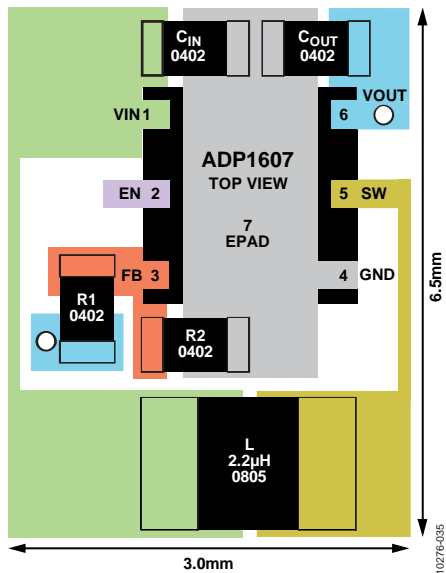 CIN
0402
COUT
0402
VIN 1
VOUT
6
ADP1607
TOP VIEW
EN 2
5 SW
7
EPAD
FB 3
4 GND
R1
0402
R2
0402
L
2.2µH
0805
6.5mm
3.0mm
10276-035